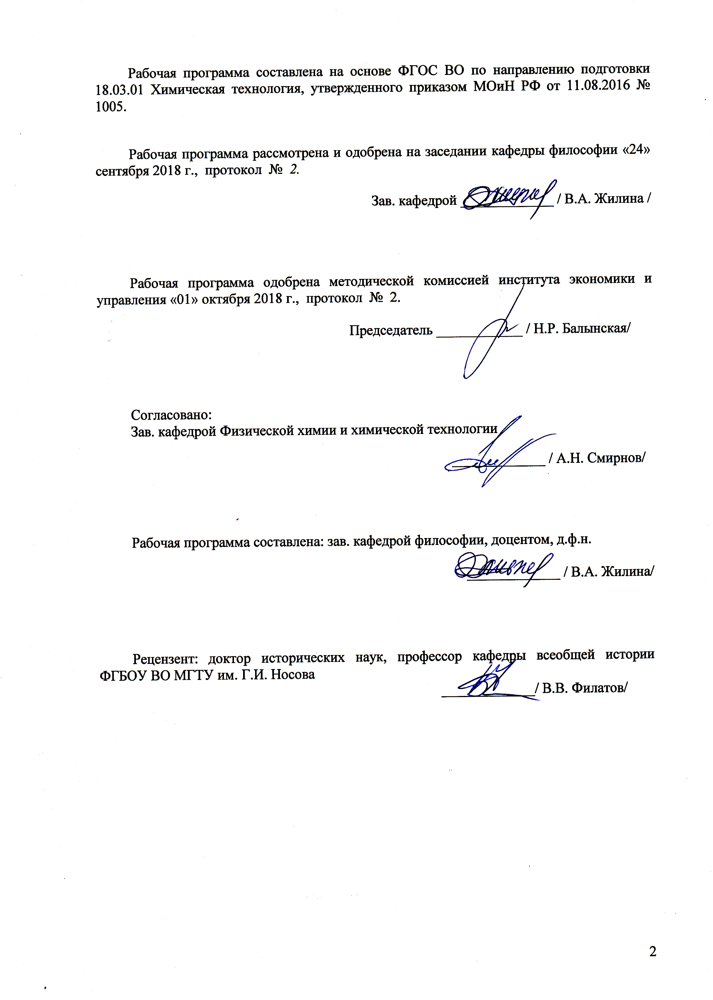 Рабочая программа составлена на основе ФГОС ВО по направлению подготовки
18.03.01 Химическая технология, утвержденного приказом МОиН РФ от 11.08.2016 №
1005.
Рабочая программа рассмотрена и одобрена на заседании кафедры философии «24»
сентября 2018 г., протокол № 2.
Зав. кафедрой / В.А. Жилина /
Рабочая программа одобрена методической комиссией института экономики и
управления «01» октября 2018 г., протокол № 2.
Председатель / Н.Р. Балынская/
Согласовано:
Зав. кафедрой Физической химии и химической технологии
/ А.Н. Смирнов/
Рабочая программа составлена: зав. кафедрой философии, доцентом, д.ф.н.
/ В.А. Жилина/
Рецензент: доктор исторических наук, профессор кафедры всеобщей истории
ФГБОУ ВО МГТУ им. Г.И. Носова
/ В.В. Филатов/
2